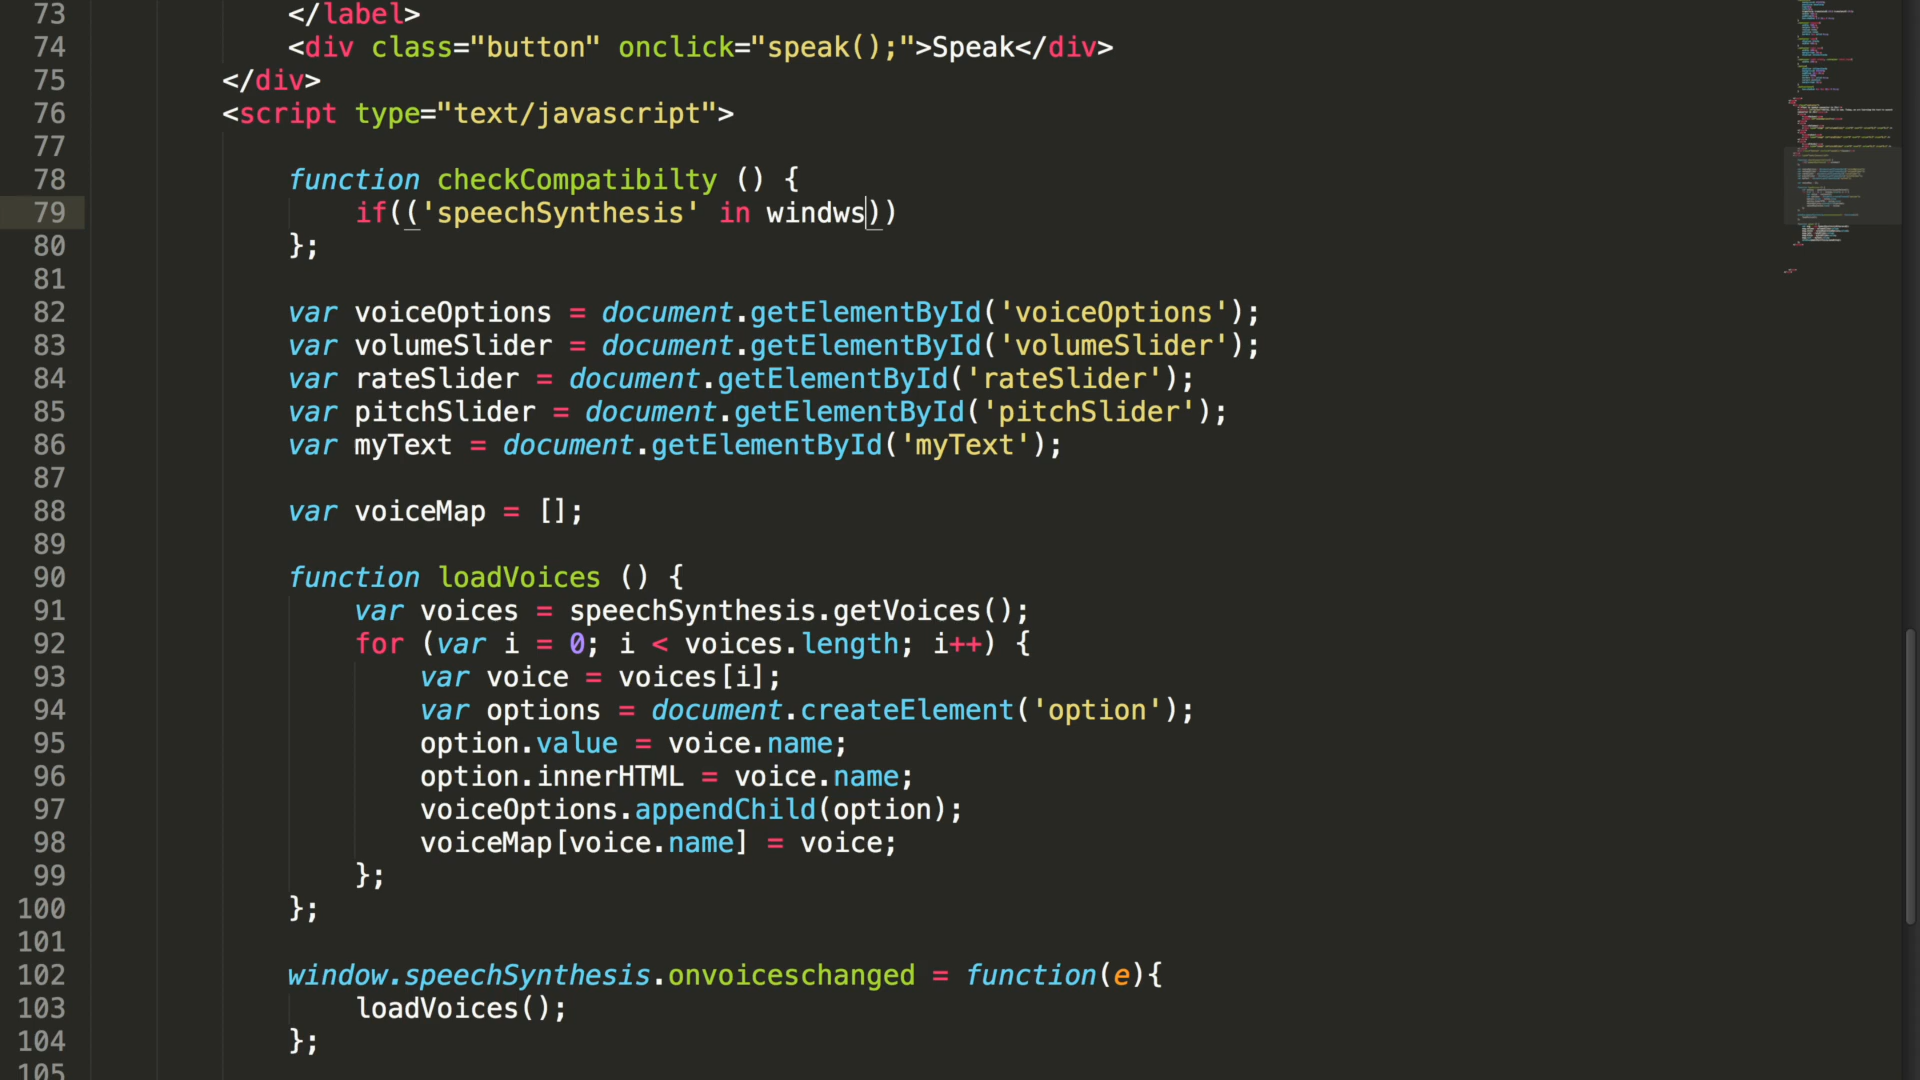 73 </label>
74 <div class="button" onclick="speak();">Speak</div>
75 </div>
76 <script type="text/javascript">
77
78 function checkCompatibilty () {
79 if(('speechSynthesis' in windws))
80 };
81
82 var voiceOptions = document.getElementById('voiceOptions');
83 var volumeSlider = document.getElementById('volumeSlider');
84 var rateSlider = document.getElementById('rateSlider');
85 var pitchSlider = document.getElementById('pitchSlider');
86 var myText = document.getElementById('myText');
87
88 var voiceMap = [];
89
90 function loadVoices () {
91 var voices = speechSynthesis.getVoices();
92 for (var i = 0; i < voices.length; i++) {
93 var voice = voices[i];
94 var options = document.createElement('option');
95 option.value = voice.name;
96 option.innerHTML = voice.name;
97 voiceOptions.appendChild(option);
98 voiceMap[voice.name] = voice;
99 };
100 };
101
102 window.speechSynthesis.onvoiceschanged = function(e){
103 loadVoices();
104 };
105